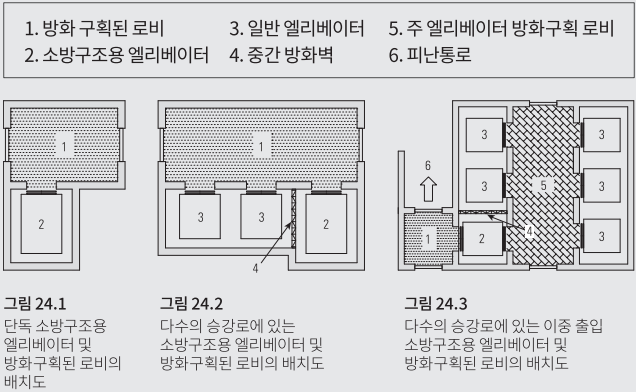 1. 방화 구획된 로비 3. 일반 엘리베이터 5. 주 엘리베이터 방화구획 로비
2. 소방구조용 엘리베이터 4. 중간 방화벽 6. 피난통로
1
2
1
3 3 2
4
3 3
6
3 5 3
1 2 4 3
그림 24.1
단독 소방구조용
엘리베이터 및
방화구획된 로비의
배치도
그림 24.2
다수의 승강로에 있는
소방구조용 엘리베이터 및
방화구획된 로비의 배치도
그림 24.3
다수의 승강로에 있는 이중 출입
소방구조용 엘리베이터 및
방화구획된 로비의 배치도